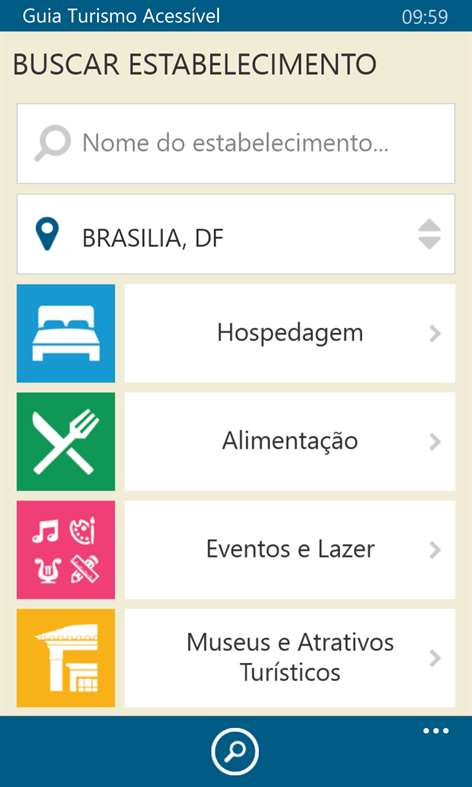 Guia Turismo Acessível 09:59
BUSCAR ESTABELECIMENTO
Nome do estabelecimento...
BRASILIA, DF
Hospedagem
Alimentação
Eventos e Lazer
Museus e Atrativos
Turísticos